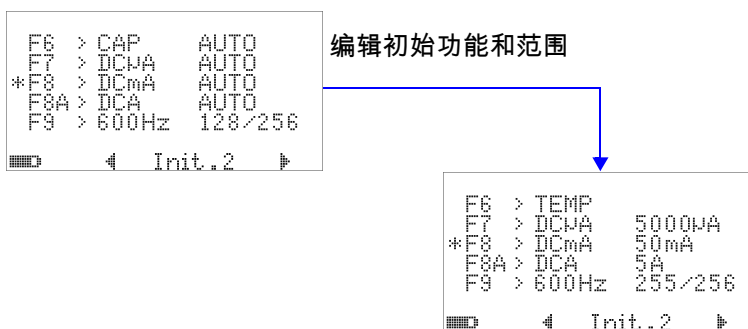 F6 > CAP AUTO
F7 > DCµA AUTO
*F8 > DCmA AUTO
F8A > DCA AUTO
F9 > 600Hz 128/256
Init.2
编辑初始功能和范围
F6 > TEMP
F7 > DCµA 5000µA
*F8 > DCmA 50mA
F8A > DCA 5A
F9 > 600Hz 255/256
Init.2